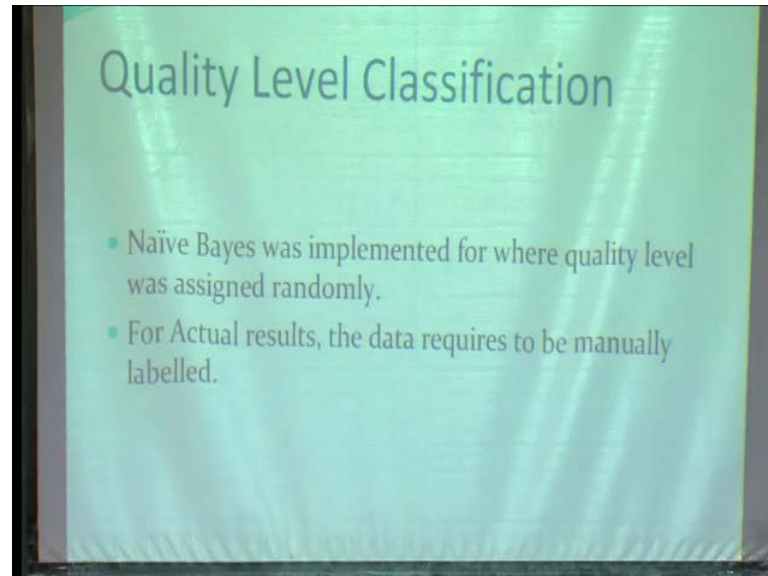 Quality Level Classification
• Naïve Bayes was implemented for where quality level
was assigned randomly.
• For Actual results, the data requires to be manually
labelled.